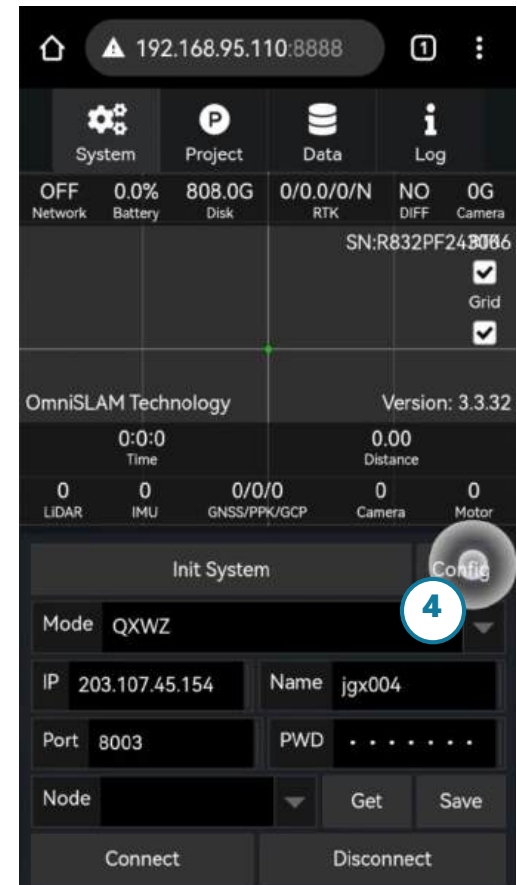 192.168.95.110:8888
1
P
System Project Data Log
OFF 0.0% 808.0G 0/0.0/0/N NO 0G
Network Battery Disk RTK DIFF Camera
Grid
OmniSLAM Technology Version: 3.3.32
0:0:0 0.00
Time Distance
0 0 0/0/0 0 0
LiDAR IMU GNSS/PPK/GCP Camera Motor
Init System Config
4
Mode QXWZ
IP 203.107.45.154 Name jgx004
Port 8003 PWD
Node Get Save
Connect Disconnect